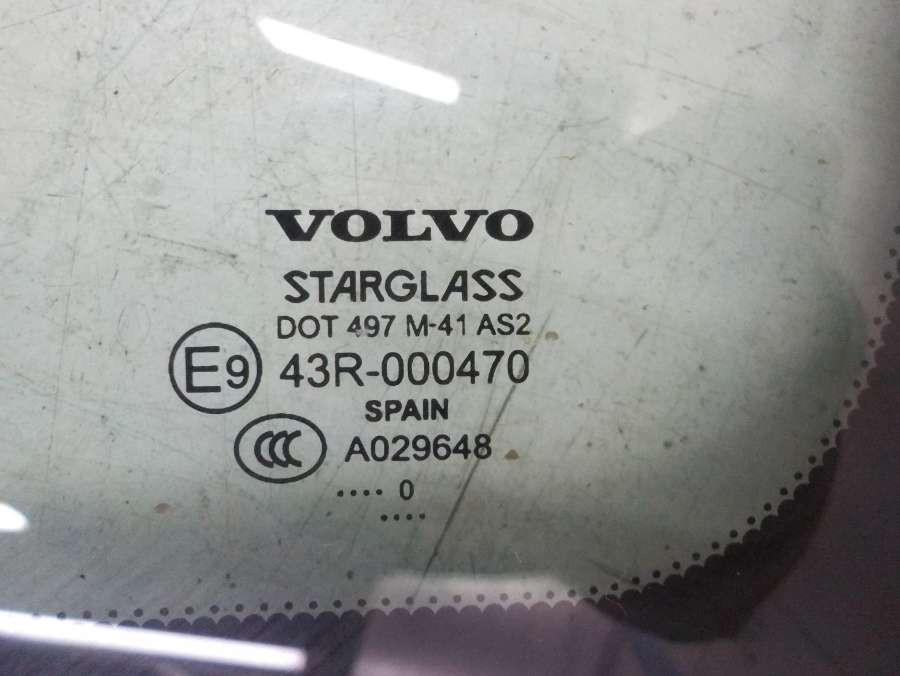 VOLVO
STARGLASS
DOT 497 M-41 AS2
E9 43R-000470
SPAIN
CCC A029648
.... 0
....